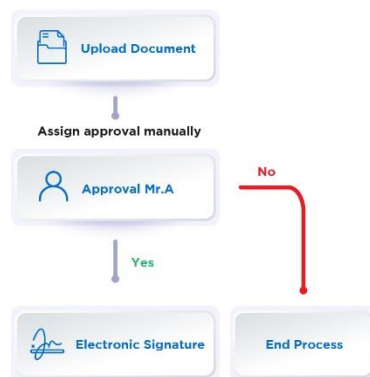 Upload Document
Assign approval manually
Approval Mr.A
No
Yes
Electronic Signature
End Process